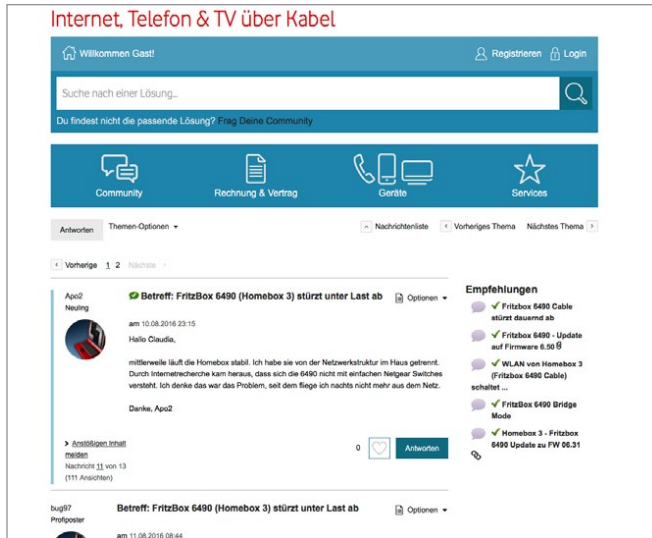 Internet, Telefon & TV über Kabel
Willkommen Gast!
Registrieren
Login
Suche nach einer Lösung...
Du findest nicht die passende Lösung? Frag Deine Community
Community
Rechnung & Vertrag
Geräte
Services
Antworten
Themen-Optionen
Nachrichtenliste
Vorheriges Thema
Nächstes Thema
Vorherige 1 2 Nächste
Apo2
Neuling
Betreff: FritzBox 6490 (Homebox 3) stürzt unter Last ab
Optionen
am 10.08.2016 23:15
Hallo Claudia,
mittlerweile läuft die Homebox stabil. Ich habe sie von der Netzwerkstruktur im Haus getrennt.
Durch Internetrecherche kam heraus, dass sich die 6490 nicht mit einfachen Netgear Switches
versteht. Ich denke das war das Problem, seit dem fliege ich nachts nicht mehr aus dem Netz.
Danke, Apo2
Anstößigen Inhalt
melden
Nachricht 11 von 13
(111 Ansichten)
0
Antworten
Empfehlungen
Fritzbox 6490 Cable
stürzt dauernd ab
Fritzbox 6490 - Update
auf Firmware 6.50
WLAN von Homebox 3
(Fritzbox 6490 Cable)
schaltet ...
FritzBox 6490 Bridge
Mode
Homebox 3 - Fritzbox
6490 Update zu FW 06.31
bug97
Profiposter
Betreff: FritzBox 6490 (Homebox 3) stürzt unter Last ab
Optionen
am 11.08.2016 08:44